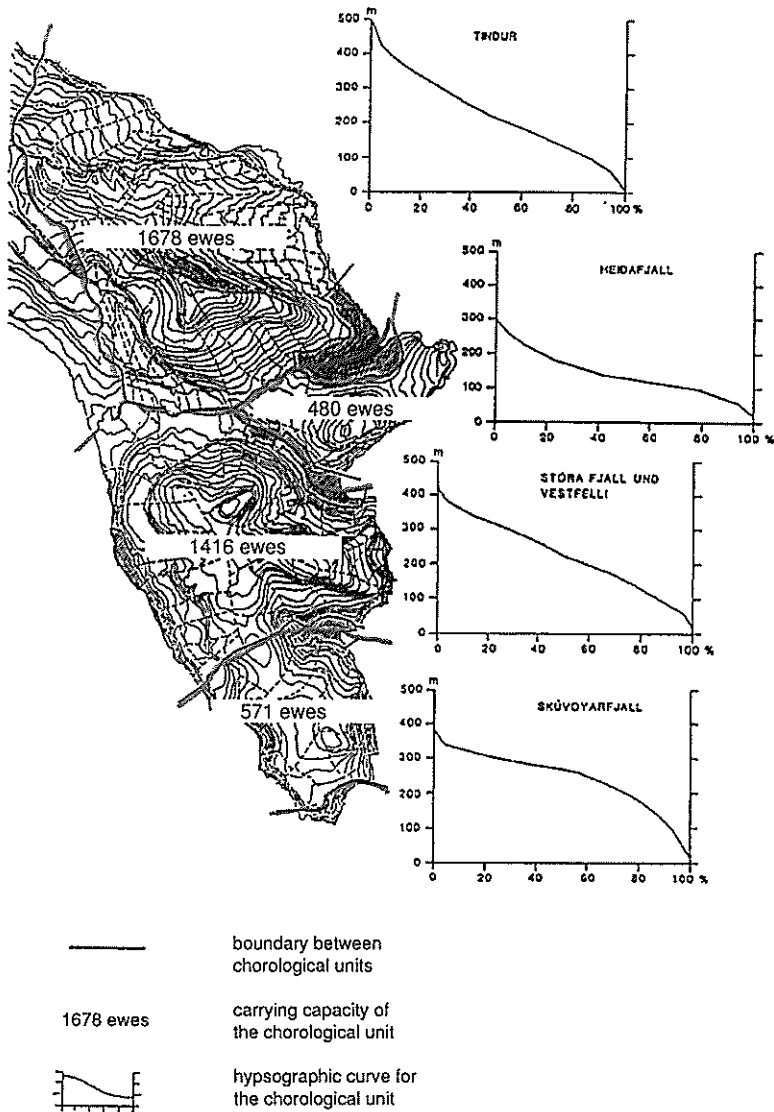 m
500
400
300
200
100
0
0 20 40 60 80 100 %
TINDUR
1678 ewes
m
500
400
300
200
100
0
0 20 40 60 80 100 %
HEIDAFJALL
480 ewes
m
500
400
300
200
100
0
0 20 40 60 80 100 %
STÓRA FJALL UND
VESTFELLI
1416 ewes
m
500
400
300
200
100
0
0 20 40 60 80 100 %
SKÚVOYARFJALL
571 ewes
boundary between
chorological units
1678 ewes
carrying capacity of
the chorological unit
hypsographic curve for
the chorological unit